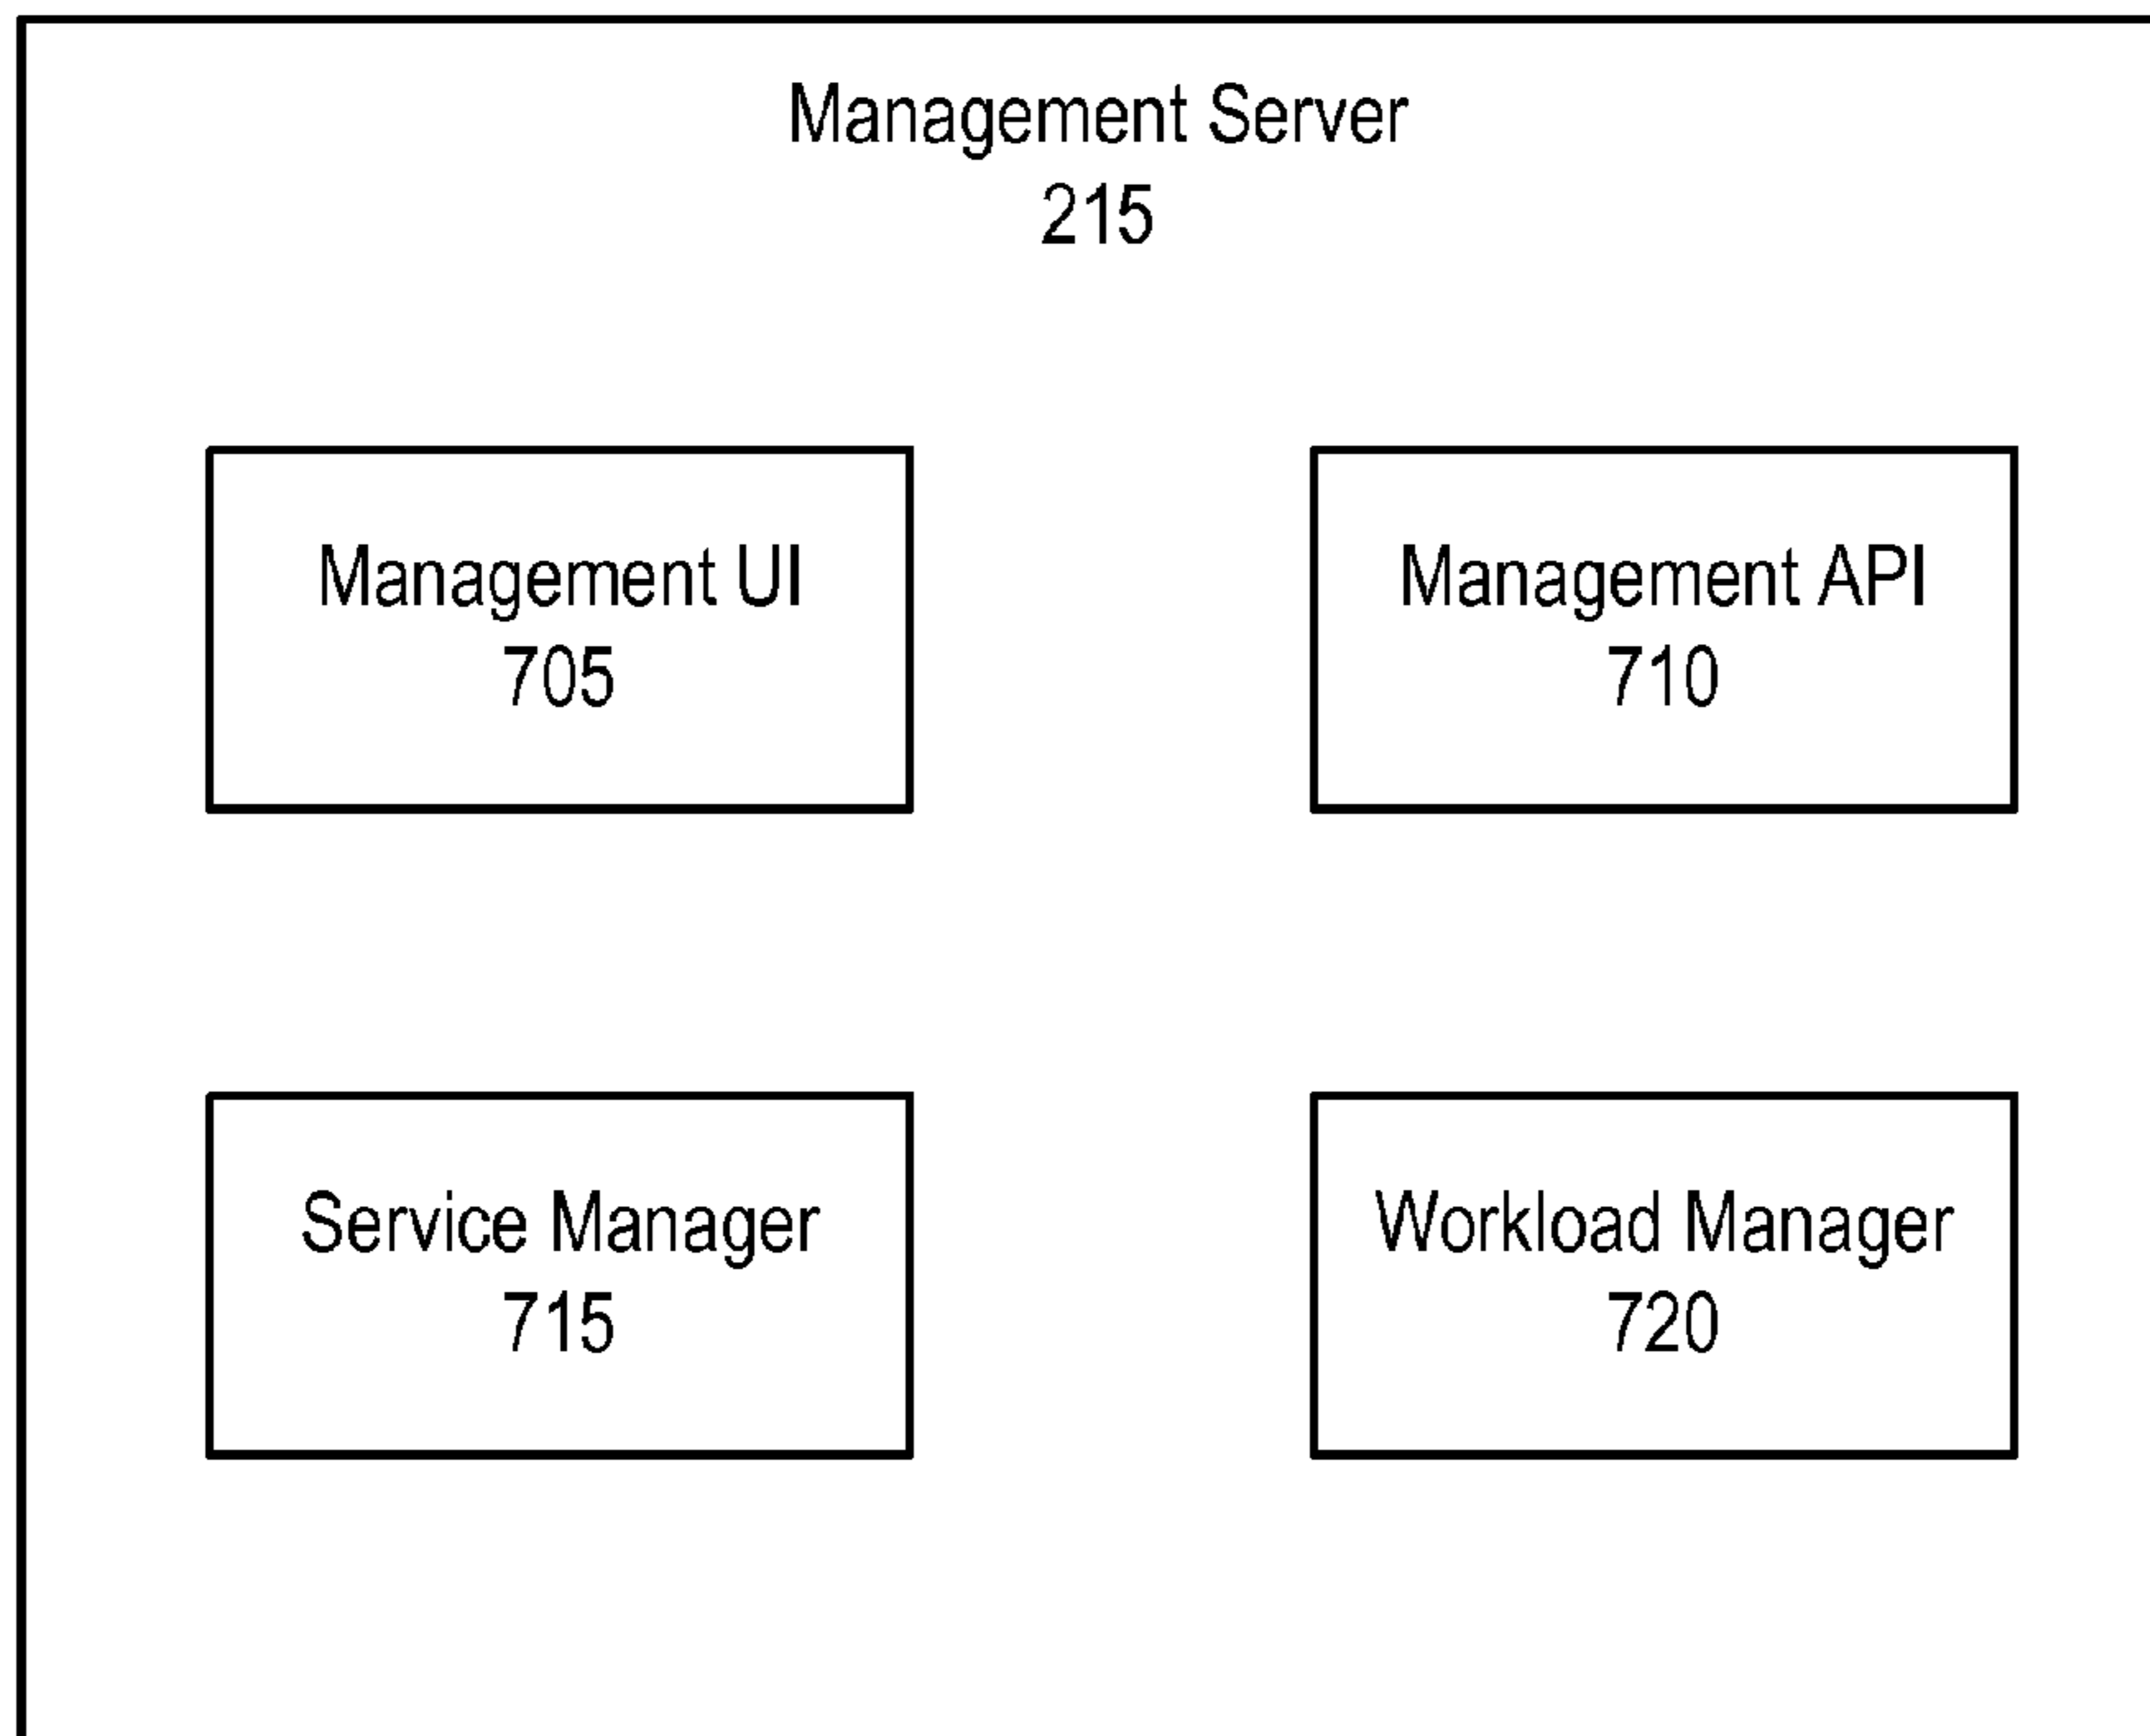 Management Server
215
Management UI
705
Management API
710
Service Manager
715
Workload Manager
720